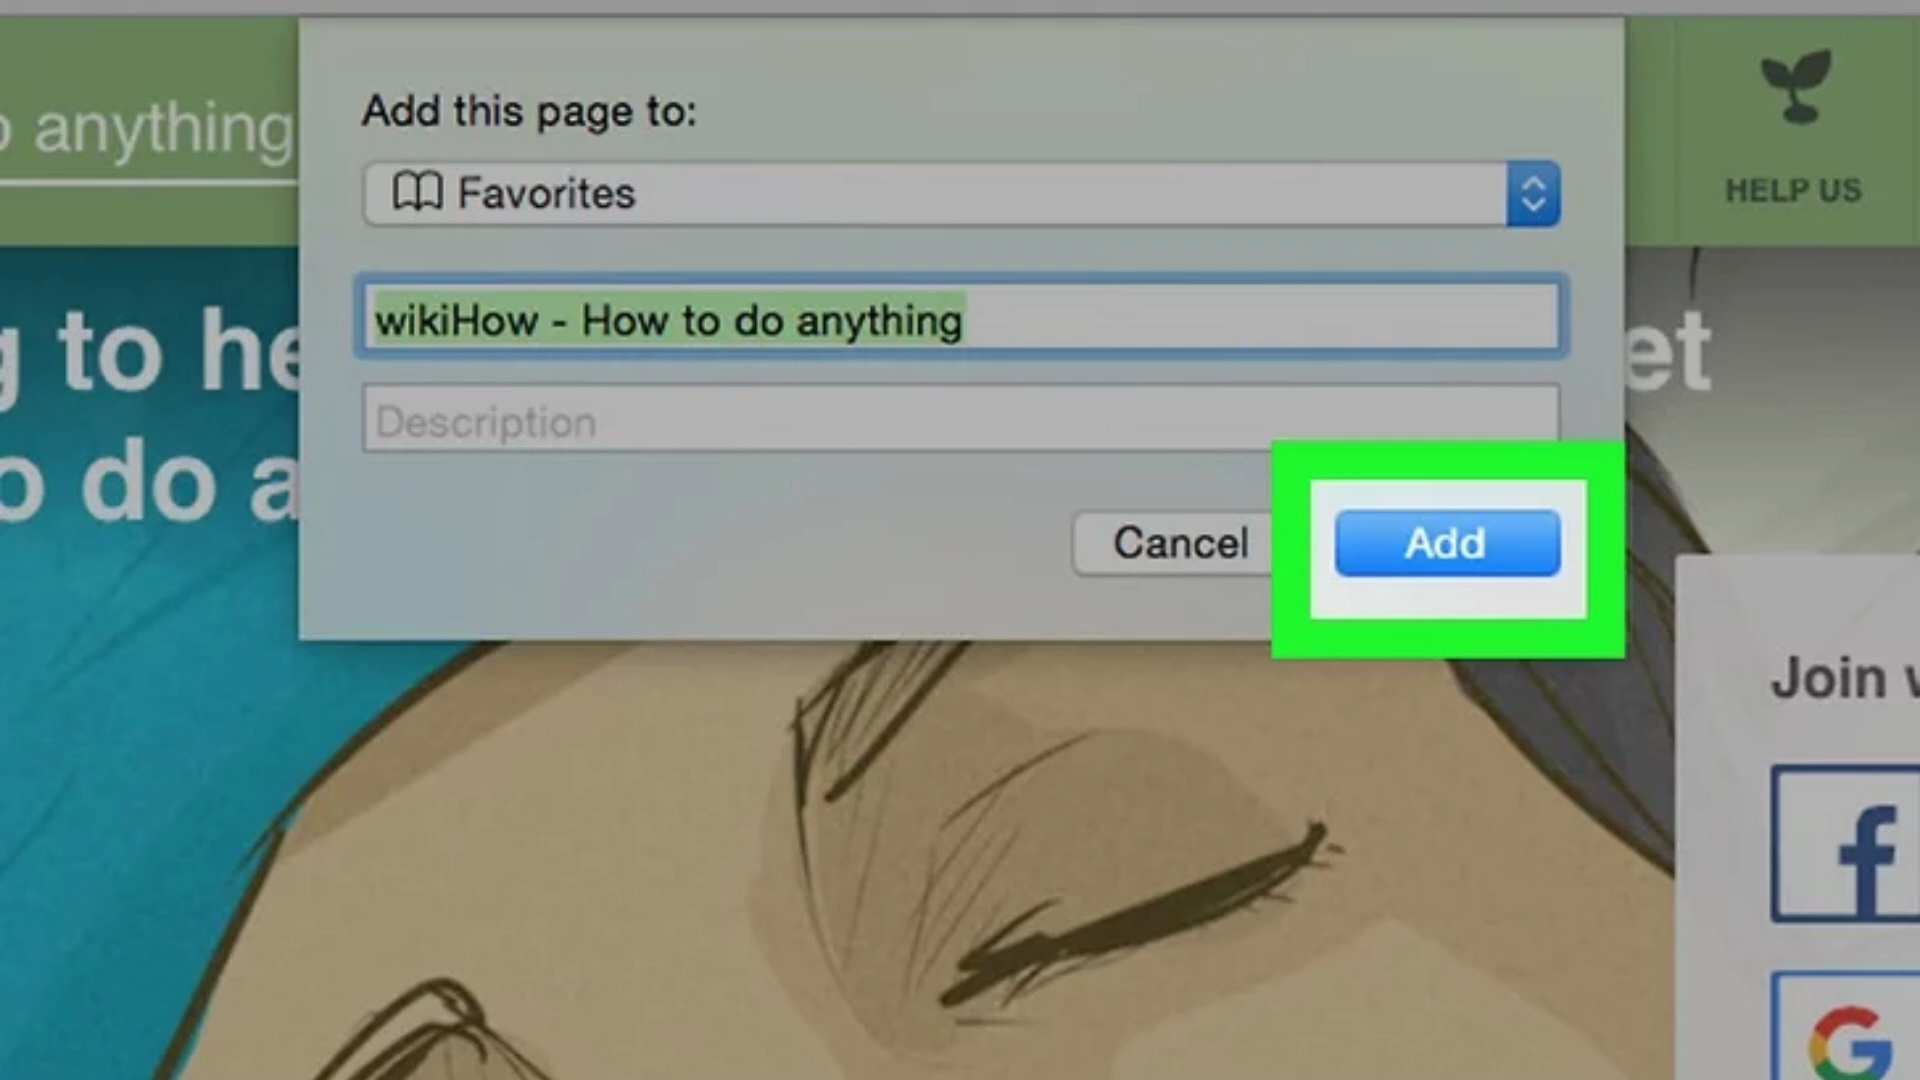 Add this page to:
anything
Favorites
HELP US
wikiHow - How to do anything
to he
et
Description
do a
Cancel
Add
Join
f
G